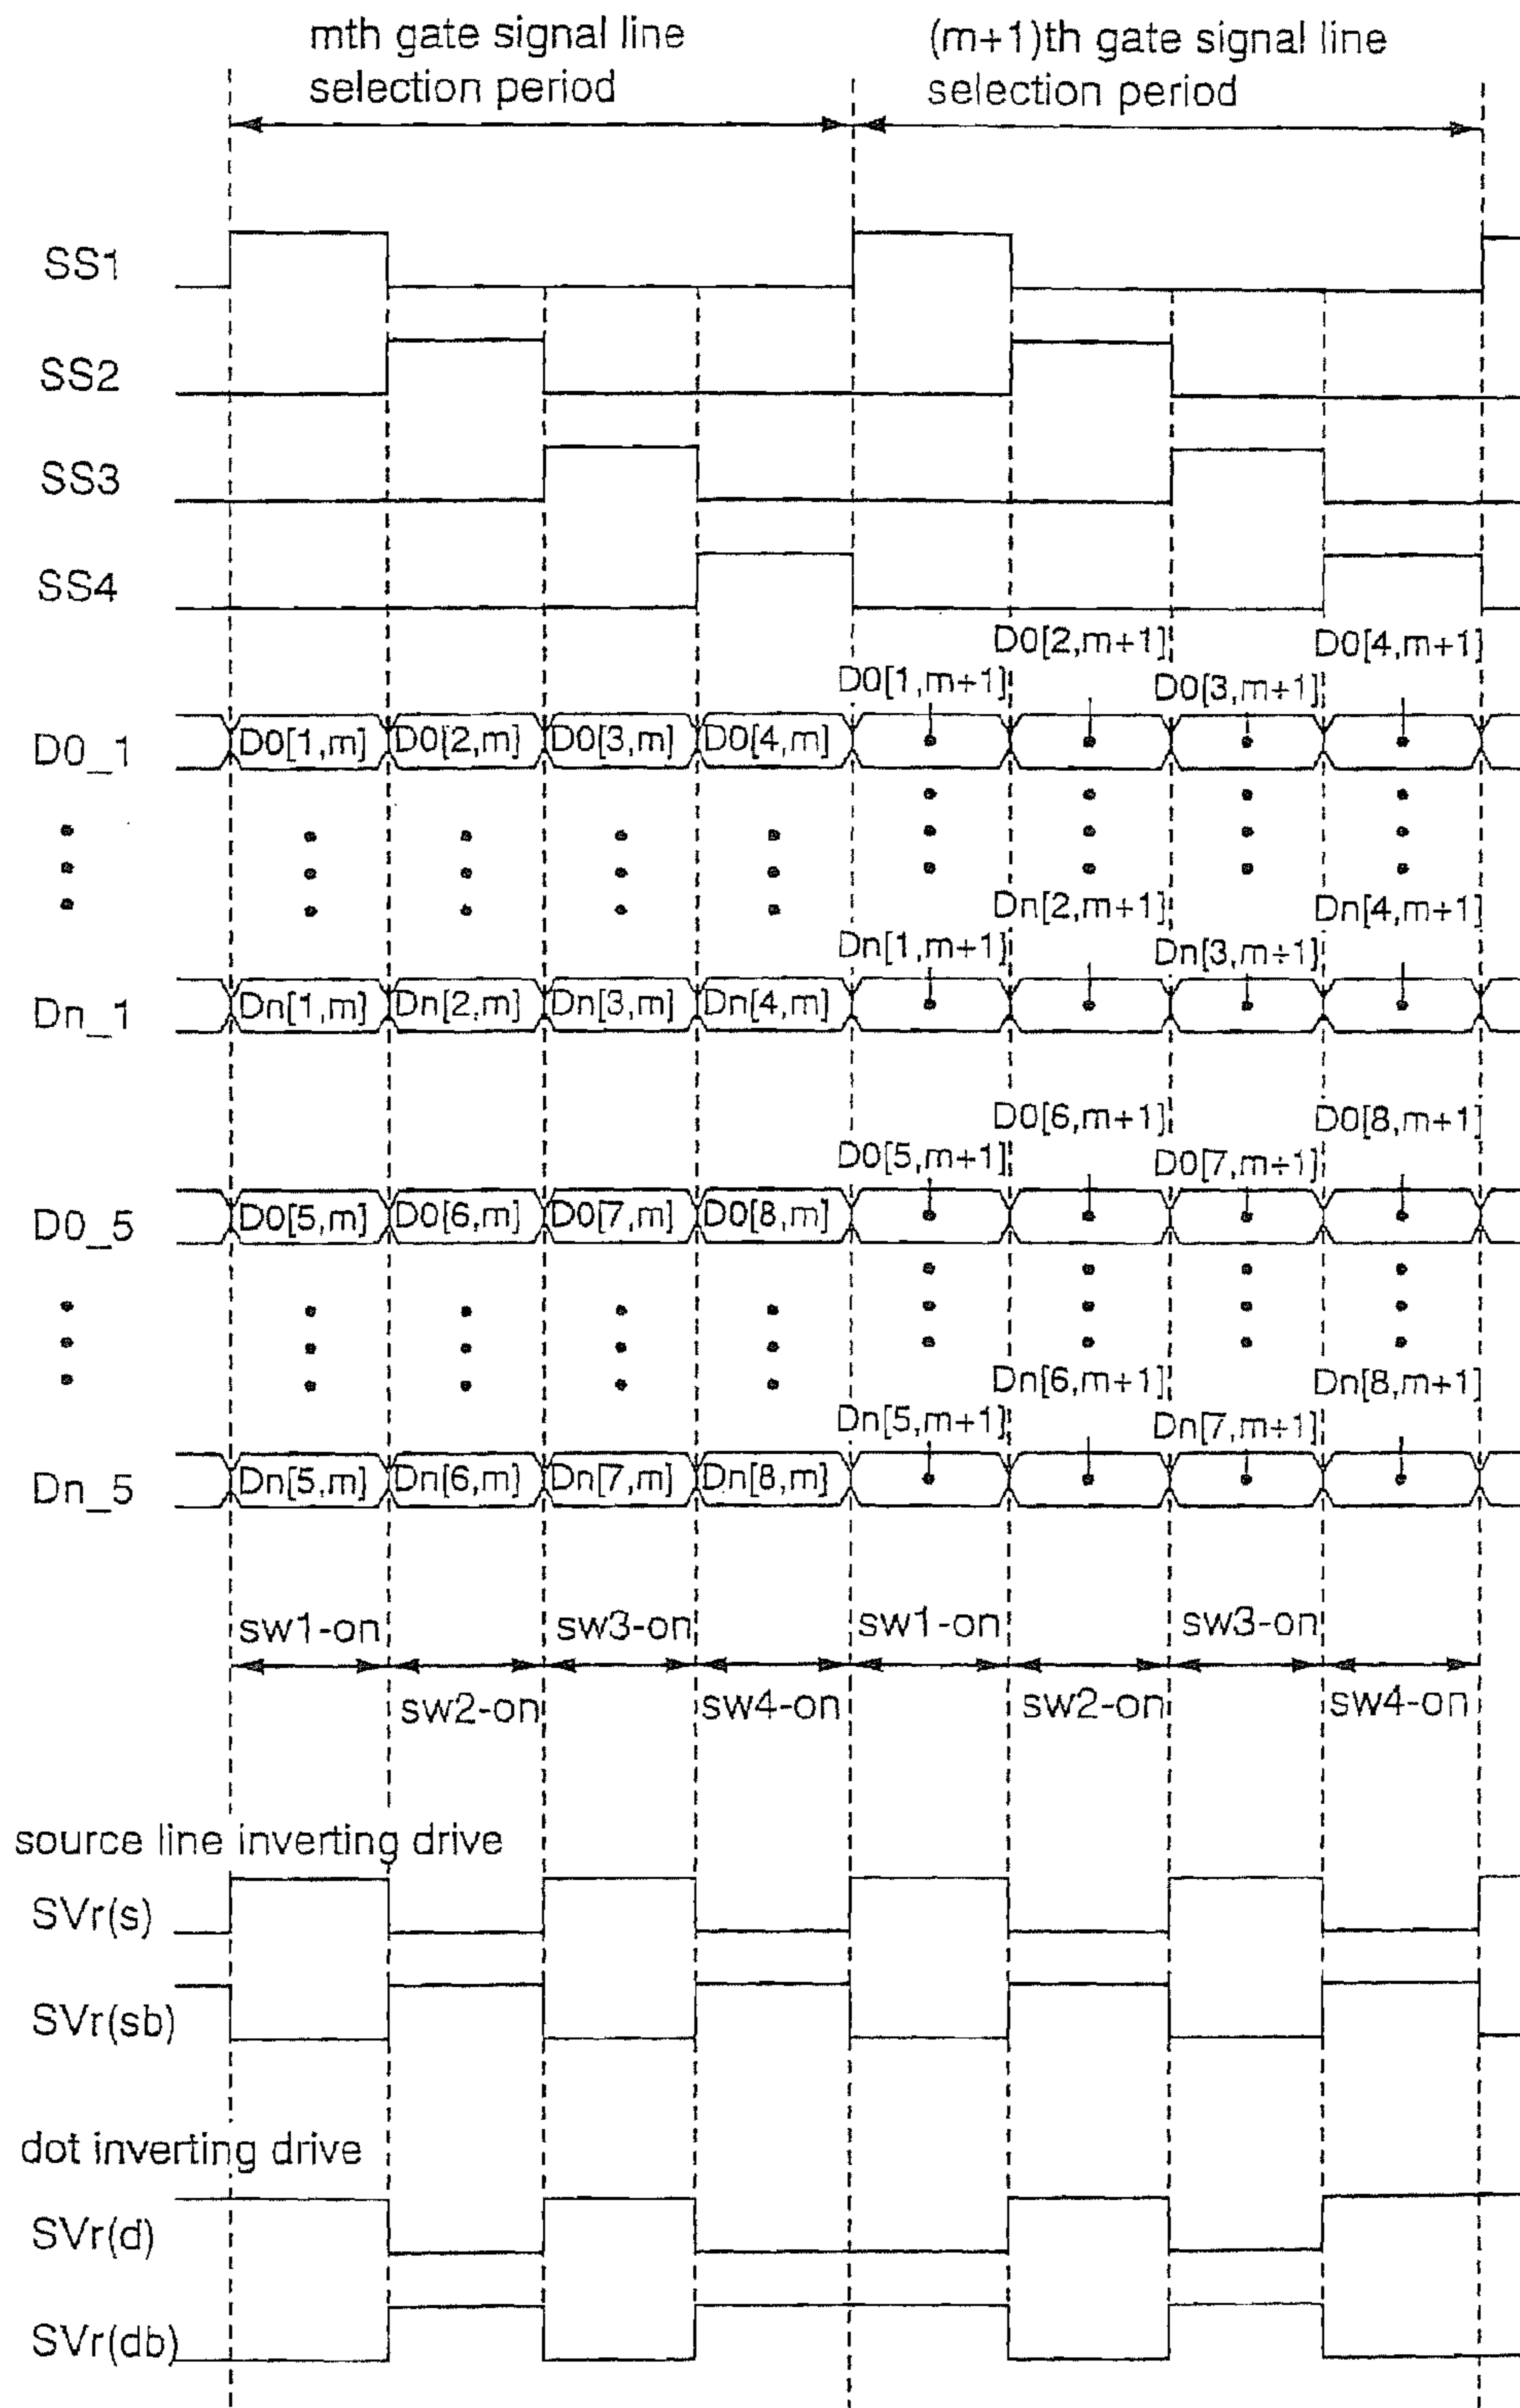 mth gate signal line
selection period
(m+1)th gate signal line
selection period
SS1
SS2
SS3
SS4
D0[2,m+1]
D0[4,m+1]
D0[1,m+1]
D0[3,m+1]
D0_1
D0[1,m]
D0[2,m]
D0[3,m]
D0[4,m]
Dn[2,m+1]
Dn[4,m+1]
Dn[1,m+1]
Dn[3,m+1]
Dn_1
Dn[1,m]
Dn[2,m]
Dn[3,m]
Dn[4,m]
D0[6,m+1]
D0[8,m+1]
D0[5,m+1]
D0[7,m+1]
D0_5
D0[5,m]
D0[6,m]
D0[7,m]
D0[8,m]
Dn[6,m+1]
Dn[8,m+1]
Dn[5,m+1]
Dn[7,m+1]
Dn_5
Dn[5,m]
Dn[6,m]
Dn[7,m]
Dn[8,m]
sw1-on
sw3-on
sw1-on
sw3-on
sw2-on
sw4-on
sw2-on
sw4-on
source line inverting drive
SVr(s)
SVr(sb)
dot inverting drive
SVr(d)
SVr(db)